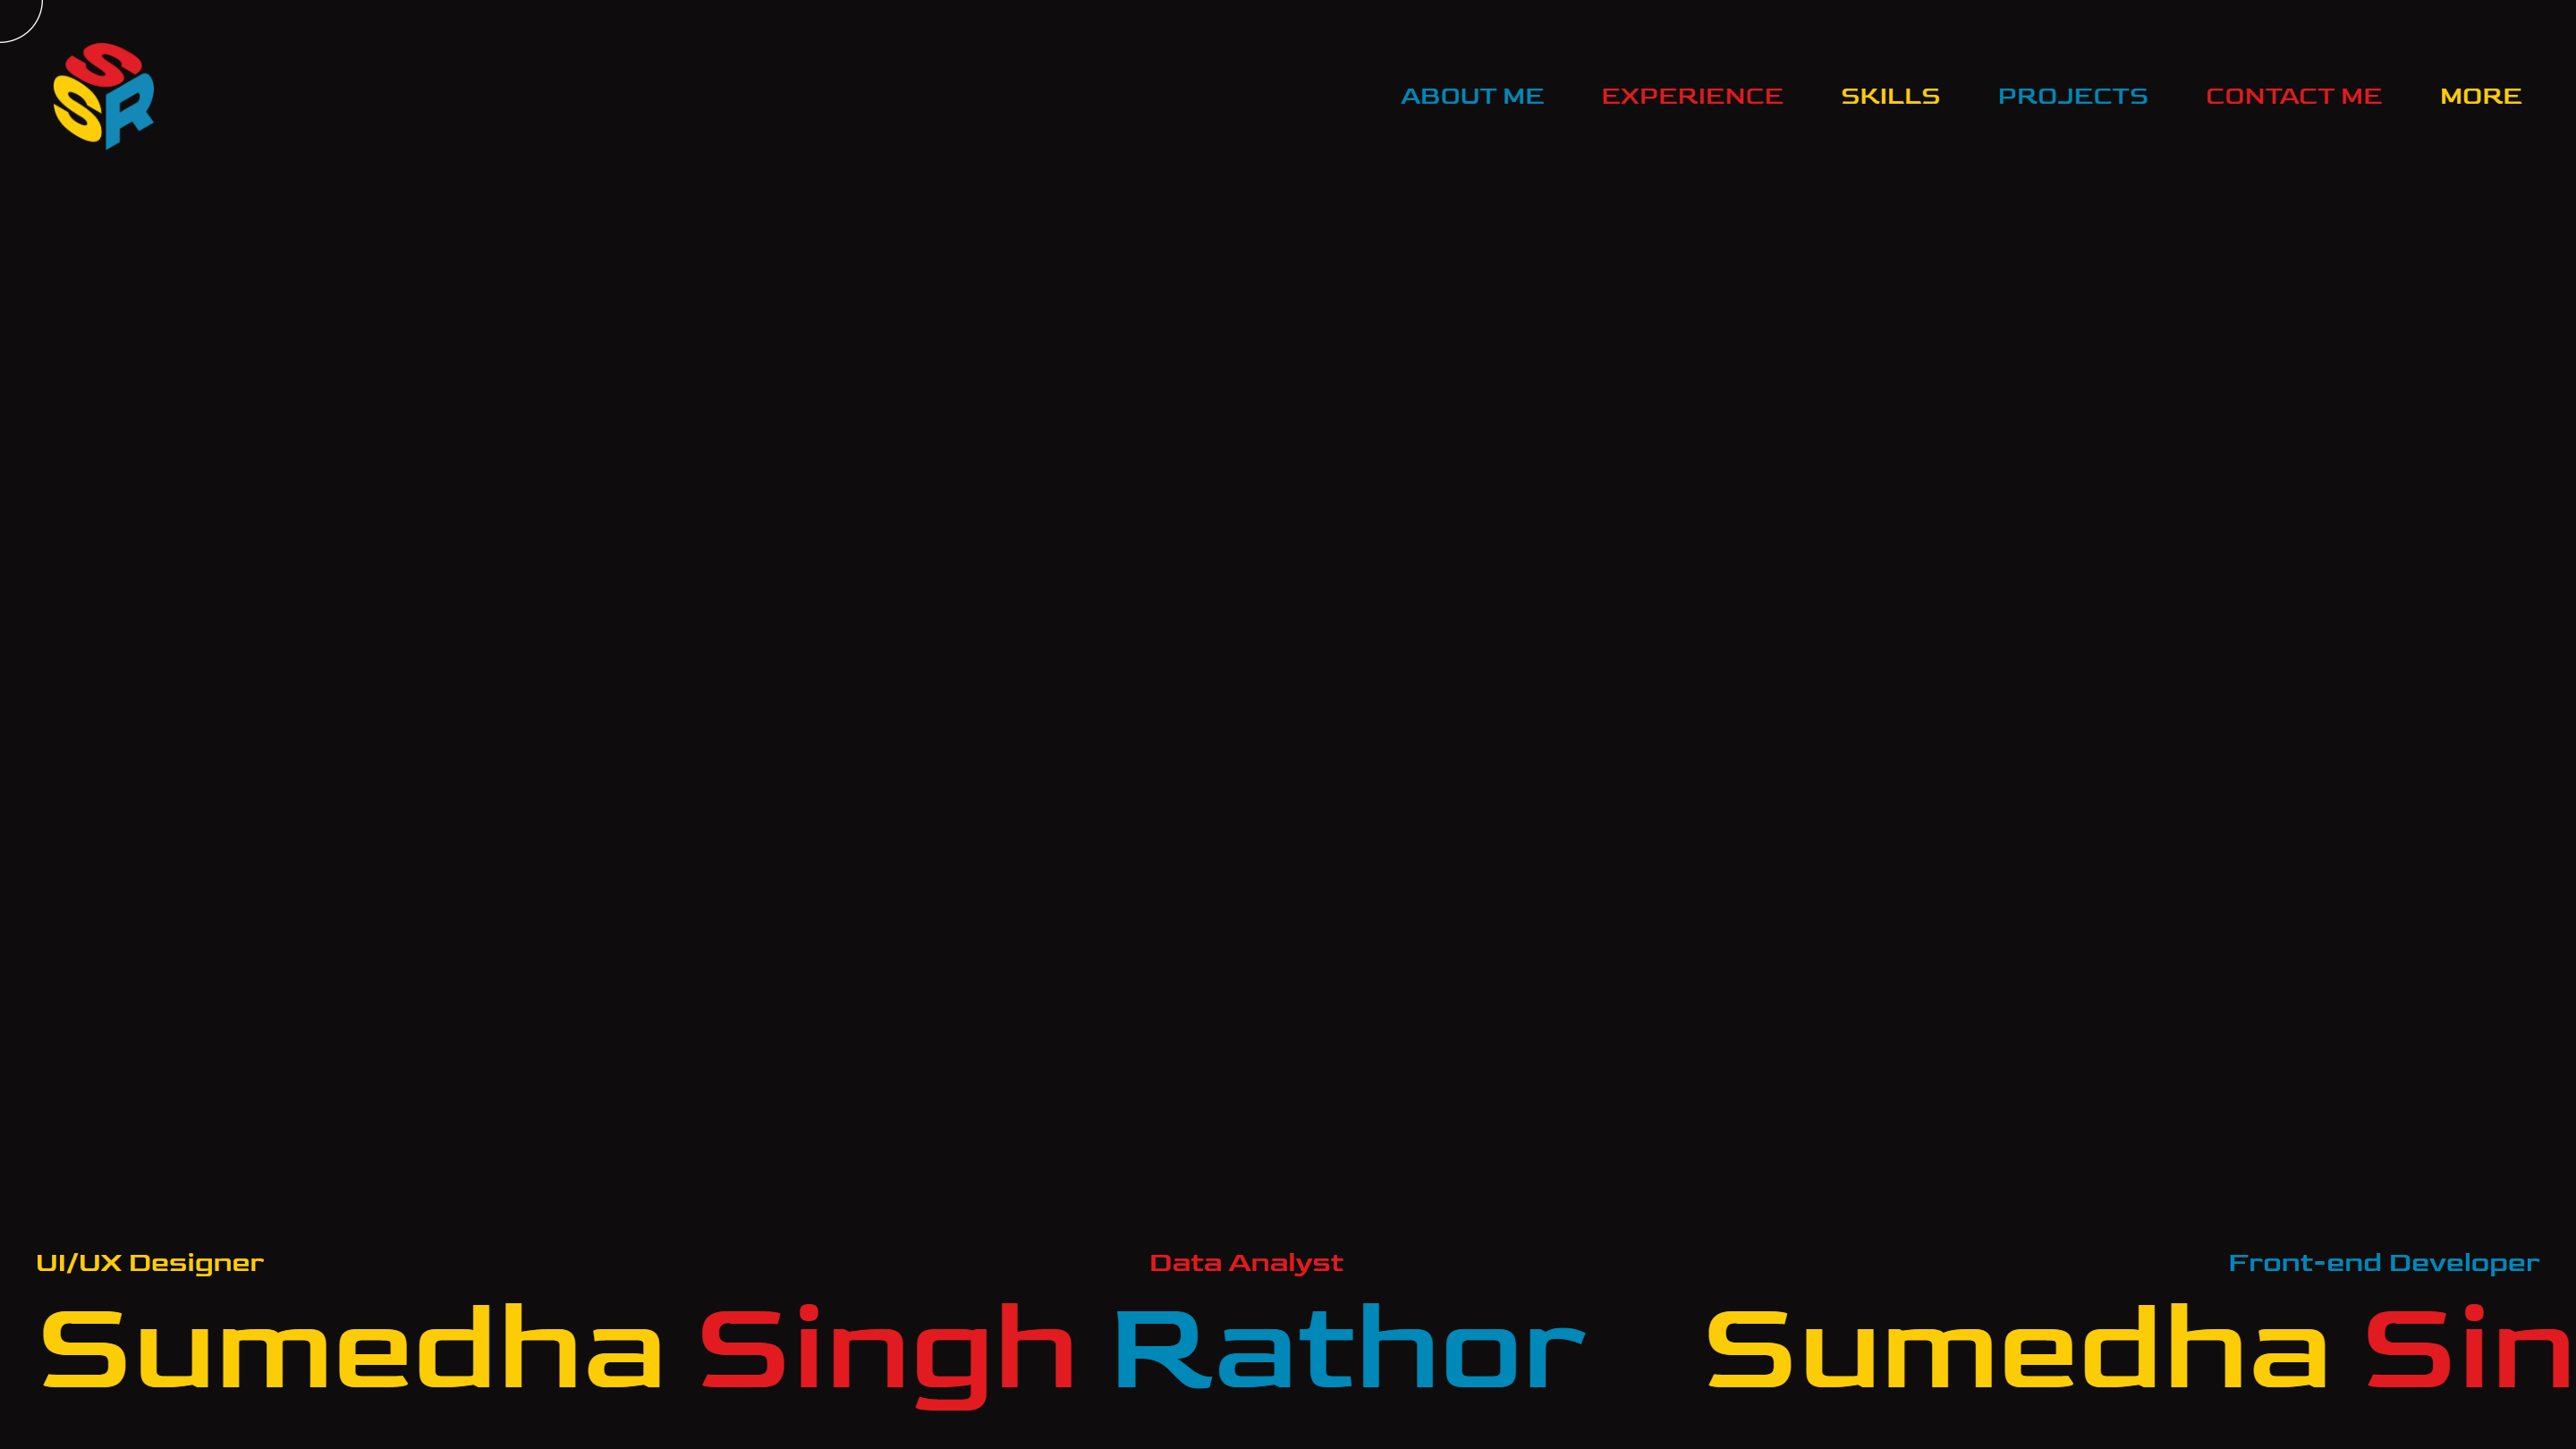 SSR
ABOUT ME EXPERIENCE SKILLS PROJECTS CONTACT ME MORE
UI/UX Designer Data Analyst Front-end Developer
Sumedha Singh Rathor Sumedha Sin